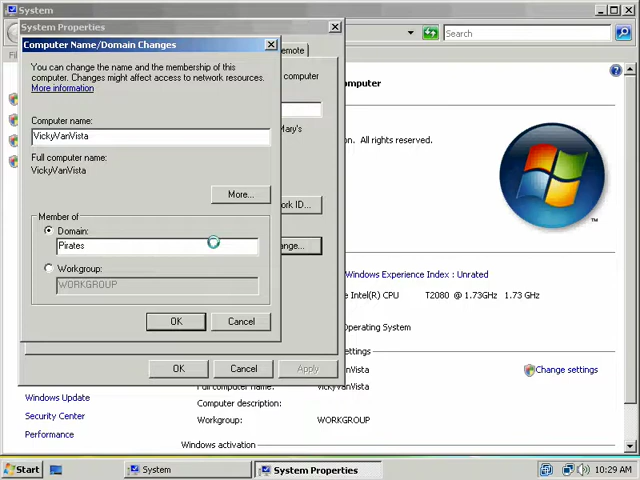 System
System Properties
Search
Computer Name/Domain Changes
emote
You can change the name and the membership of this
computer. Changes might affect access to network resources.
More information
computer
omputer
Computer name:
VickyVanVista
Mary's
ion. All rights reserved.
Full computer name:
VickyVanVista
More...
ork ID...
Member of
Domain:
Pirates
ange...
Workgroup:
WORKGROUP
Windows Experience Index : Unrated
Intel(R) CPU T2080 @ 1.73GHz 1.73 GHz
OK
Cancel
Operating System
ettings
OK
Cancel
Apply
VanVista
Change settings
Full computer name:
VickyVanVista
Windows Update
Computer description:
Security Center
Workgroup:
WORKGROUP
Performance
Windows activation
Start
System
System Properties
10:29 AM